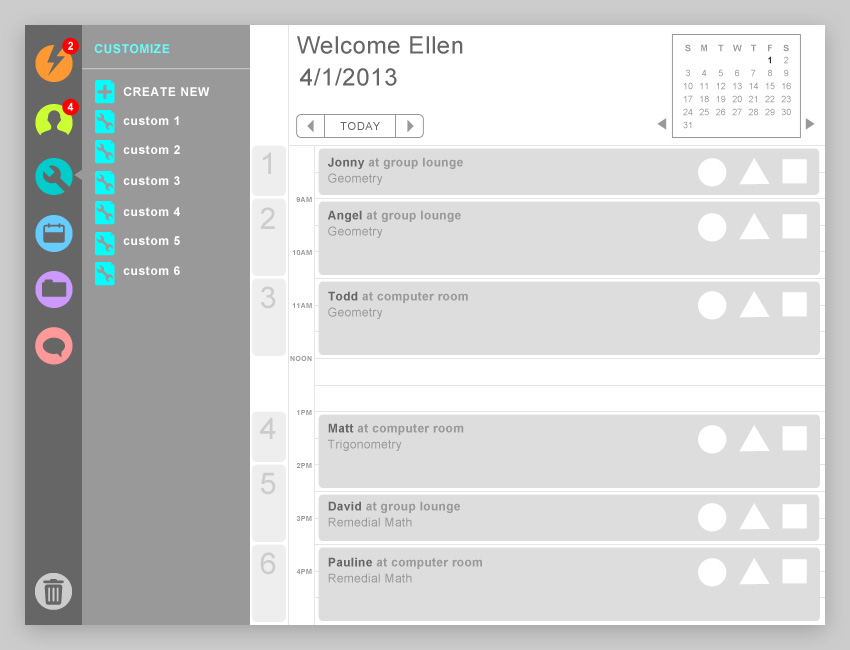 2
4
CUSTOMIZE
CREATE NEW
custom 1
custom 2
custom 3
custom 4
custom 5
custom 6
Welcome Ellen
4/1/2013
TODAY
S M T W T F S
1 2
3 4 5 6 7 8 9
10 11 12 13 14 15 16
17 18 19 20 21 22 23
24 25 26 27 28 29 30
31
1
Jonny at group lounge
Geometry
9AM
2
Angel at group lounge
Geometry
10AM
3
Todd at computer room
Geometry
11AM
NOON
1PM
4
Matt at computer room
Trigonometry
2PM
5
David at group lounge
Remedial Math
3PM
6
Pauline at computer room
Remedial Math
4PM